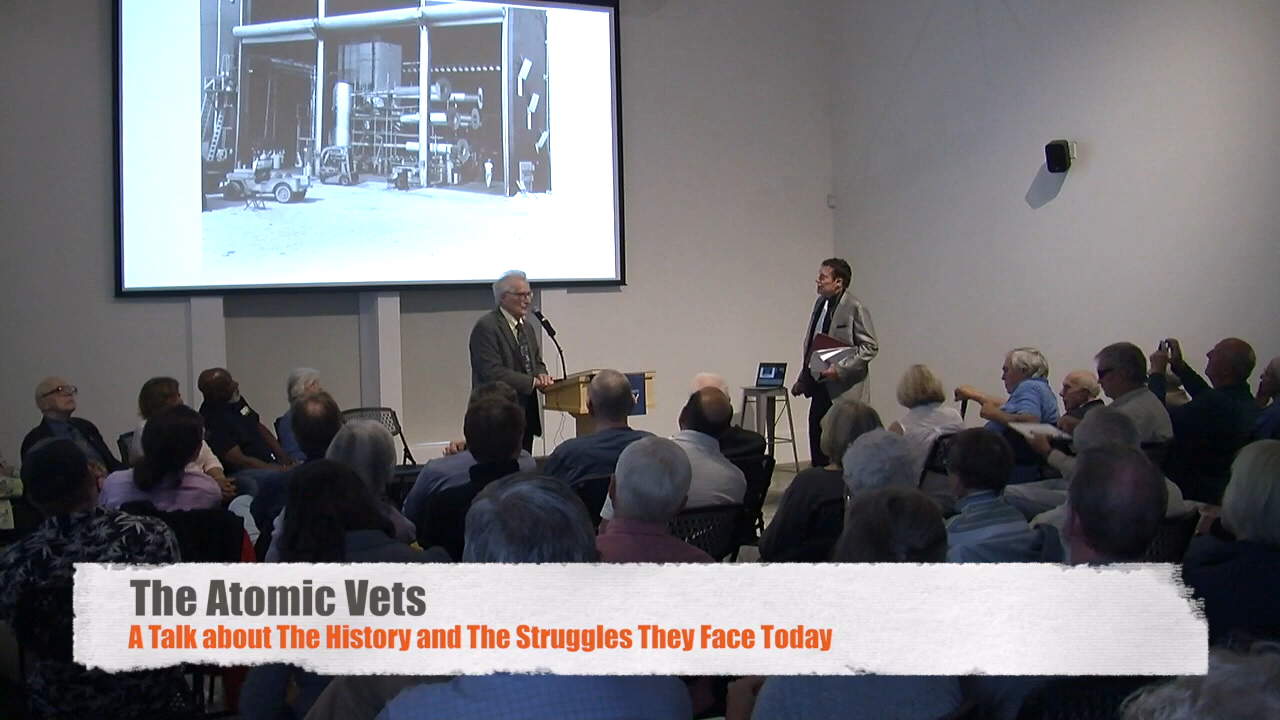 The Atomic Vets
A Talk about The History and The Struggles They Face Today